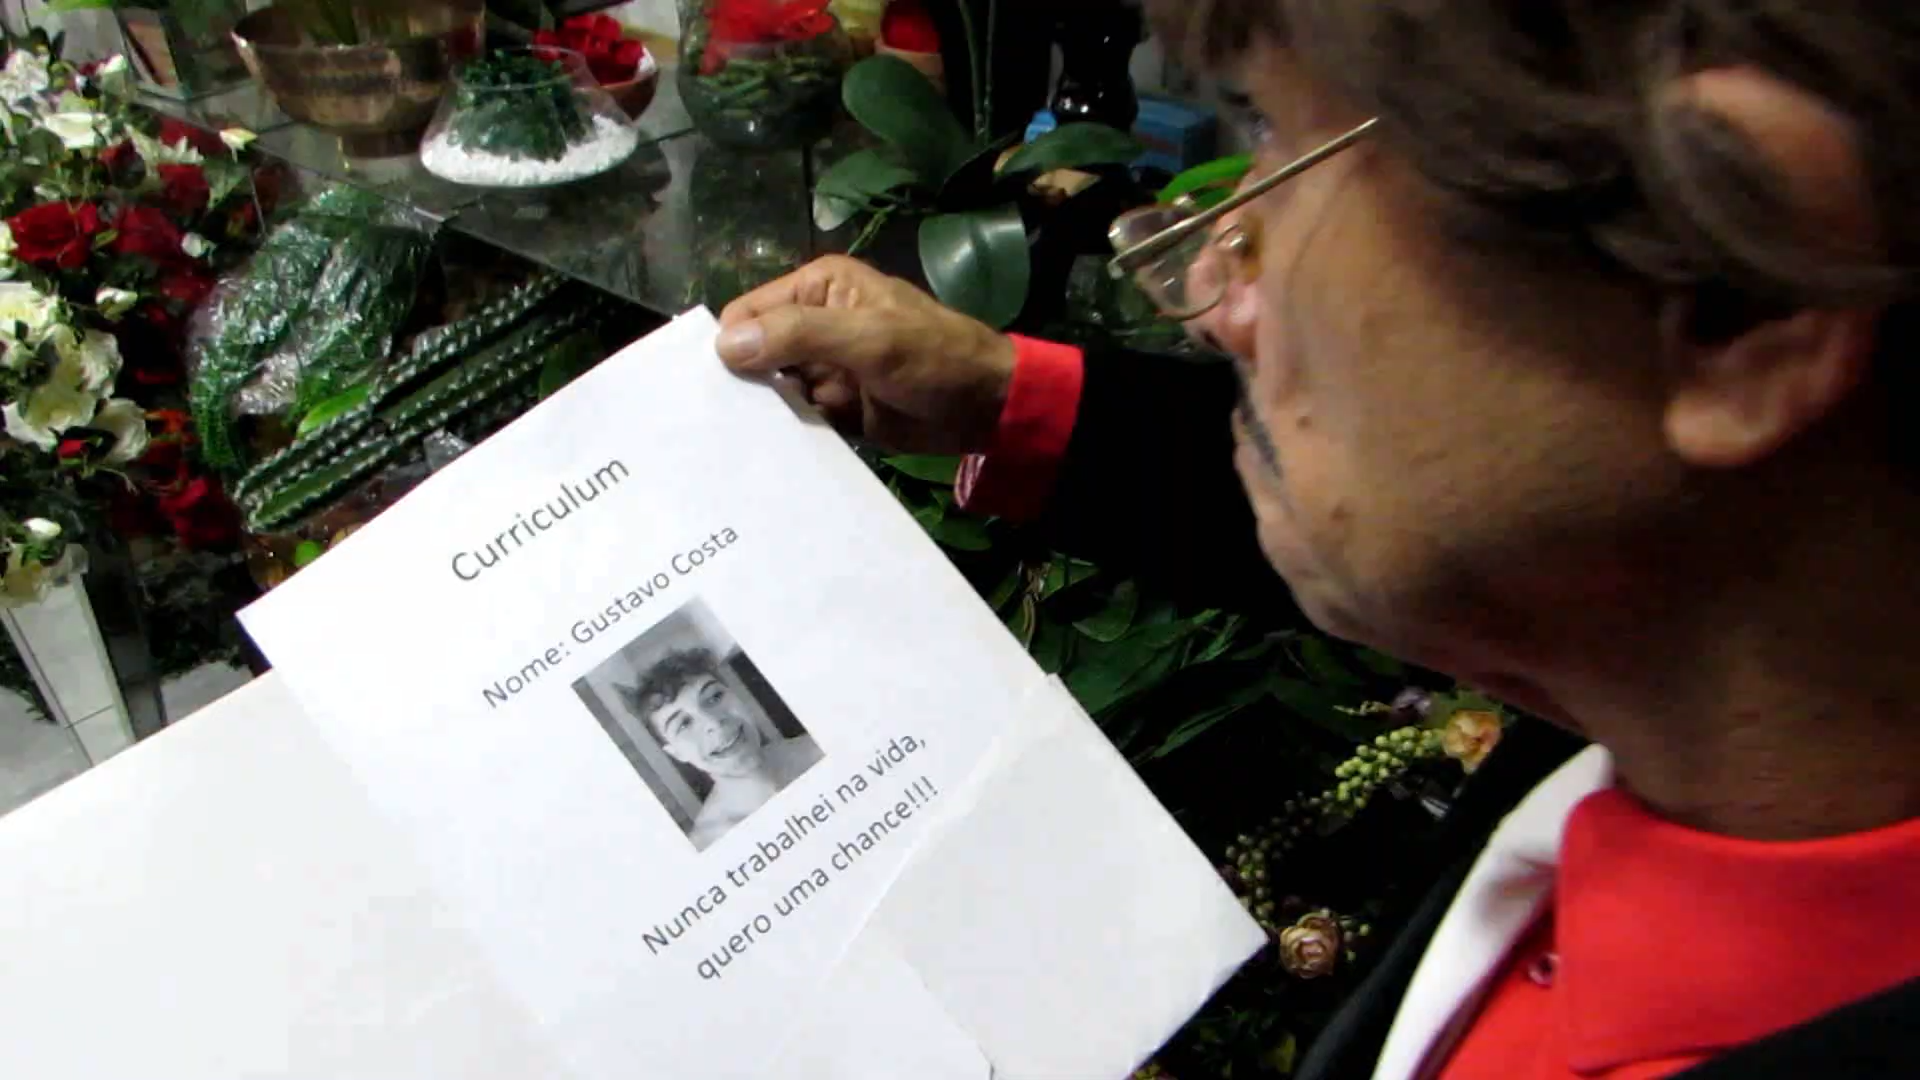 Curriculum
Nome: Gustavo Costa
Nunca trabalhei na vida,
quero uma chance!!!